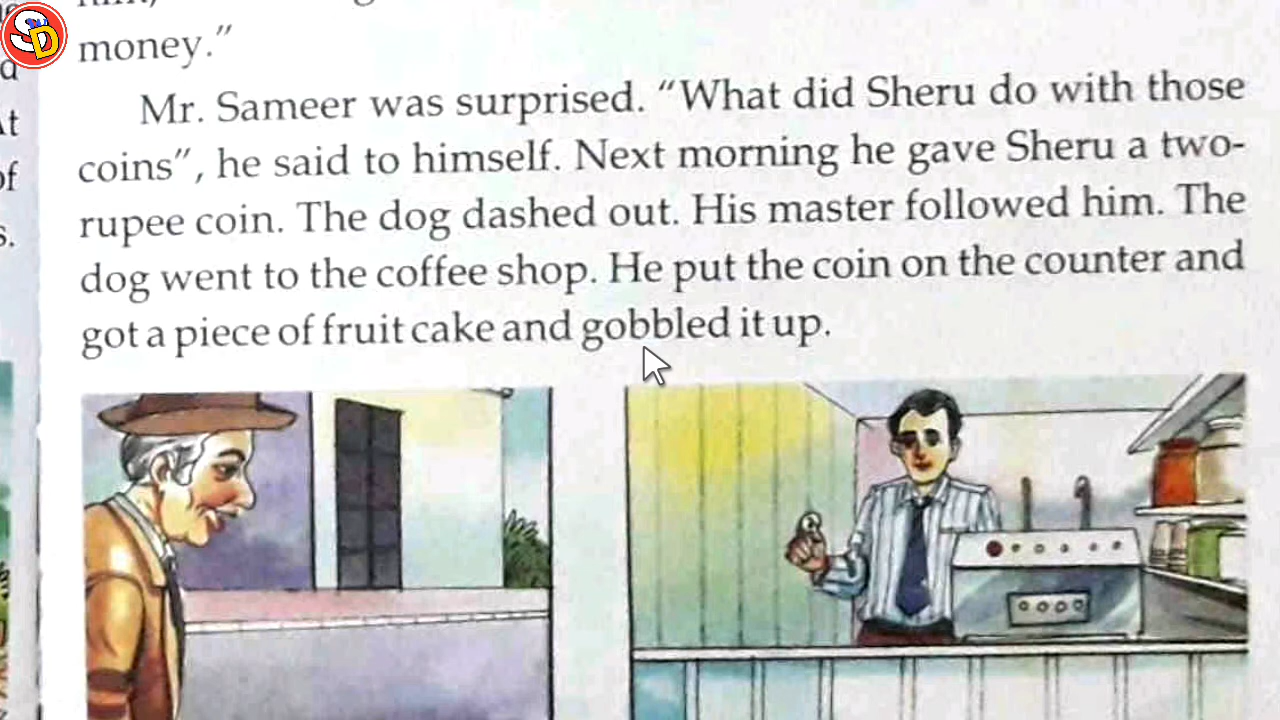 money.”
Mr. Sameer was surprised. “What did Sheru do with those
coins”, he said to himself. Next morning he gave Sheru a two-
rupee coin. The dog dashed out. His master followed him. The
dog went to the coffee shop. He put the coin on the counter and
got a piece of fruit cake and gobbled it up.